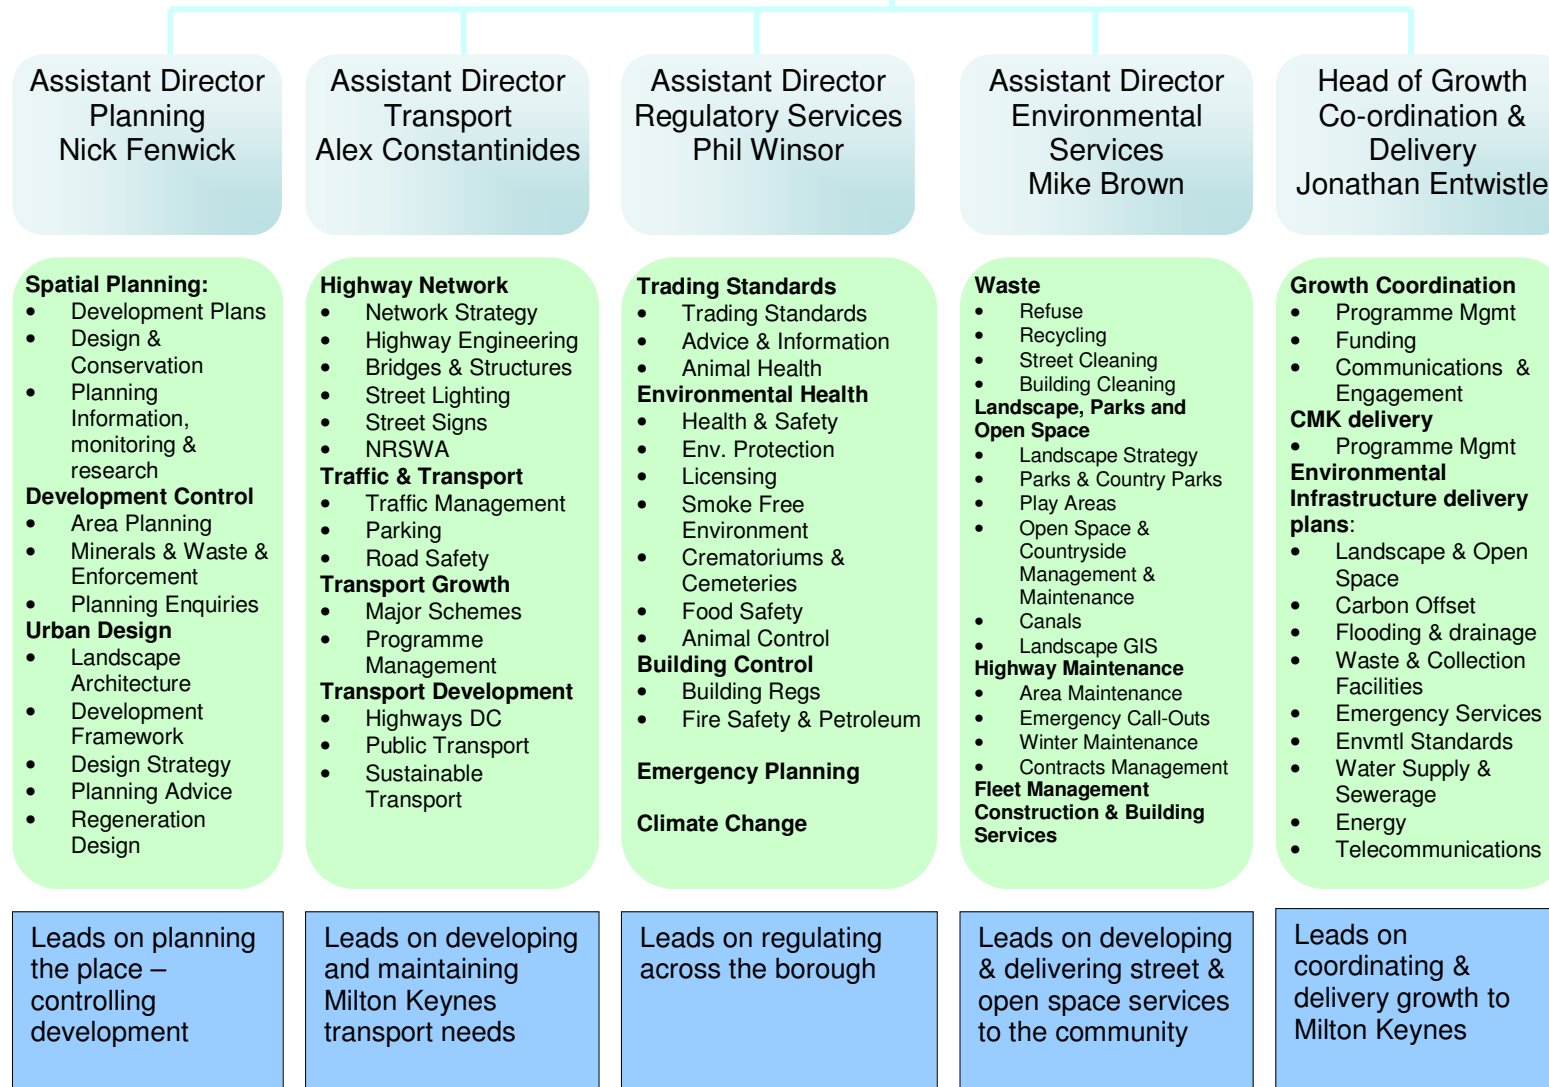 Assistant Director
Planning
Nick Fenwick
Assistant Director
Transport
Alex Constantinides
Assistant Director
Regulatory Services
Phil Winsor
Assistant Director
Environmental
Services
Mike Brown
Head of Growth
Co-ordination &
Delivery
Jonathan Entwistle
Spatial Planning:
• Development Plans
• Design &
Conservation
• Planning
Information,
monitoring &
research
Development Control
• Area Planning
• Minerals & Waste &
Enforcement
• Planning Enquiries
Urban Design
• Landscape
Architecture
• Development
Framework
• Design Strategy
• Planning Advice
• Regeneration
Design
Highway Network
• Network Strategy
• Highway Engineering
• Bridges & Structures
• Street Lighting
• Street Signs
• NRSWA
Traffic & Transport
• Traffic Management
• Parking
• Road Safety
Transport Growth
• Major Schemes
• Programme
Management
Transport Development
• Highways DC
• Public Transport
• Sustainable
Transport
Trading Standards
• Trading Standards
• Advice & Information
• Animal Health
Environmental Health
• Health & Safety
• Env. Protection
• Licensing
• Smoke Free
Environment
• Crematoriums &
Cemeteries
• Food Safety
• Animal Control
Building Control
• Building Regs
• Fire Safety & Petroleum
Emergency Planning
Climate Change
Waste
• Refuse
• Recycling
• Street Cleaning
• Building Cleaning
Landscape, Parks and
Open Space
• Landscape Strategy
• Parks & Country Parks
• Play Areas
• Open Space &
Countryside
Management &
Maintenance
• Canals
• Landscape GIS
Highway Maintenance
• Area Maintenance
• Emergency Call-Outs
• Winter Maintenance
• Contracts Management
Fleet Management
Construction & Building
Services
Growth Coordination
• Programme Mgmt
• Funding
• Communications &
Engagement
CMK delivery
• Programme Mgmt
Environmental
Infrastructure delivery
plans:
• Landscape & Open
Space
• Carbon Offset
• Flooding & drainage
• Waste & Collection
Facilities
• Emergency Services
• Envmtl Standards
• Water Supply &
Sewerage
• Energy
• Telecommunications
Leads on planning
the place –
controlling
development
Leads on developing
and maintaining
Milton Keynes
transport needs
Leads on regulating
across the borough
Leads on developing
& delivering street &
open space services
to the community
Leads on
coordinating &
delivery growth to
Milton Keynes